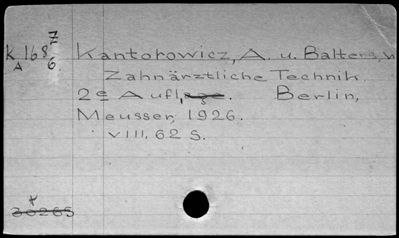 K 168 7
A 6
Kantorowicz, A. u. Balters, W.
Zahnärztliche Technik.
2e Aufl. Berlin,
Meusser, 1926.
VIII, 62 S.
30265